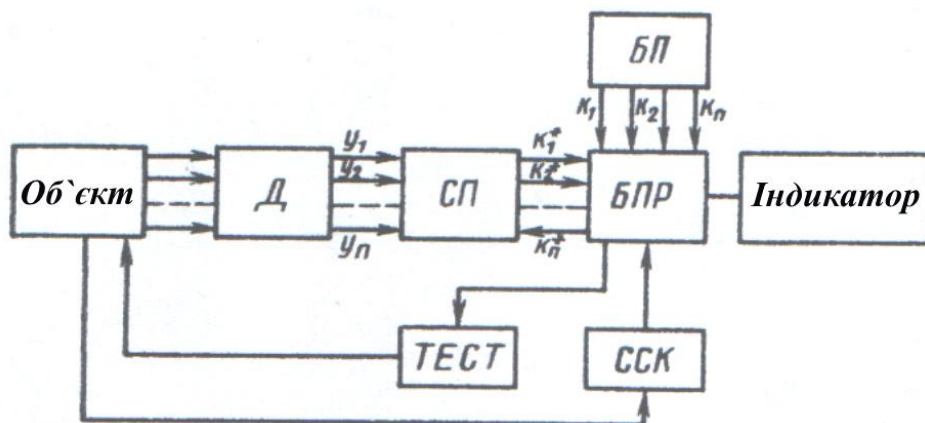 БП
К₁ К₂ Кп
Об`єкт
Д
У₁
У₂
Уп
СП
К₁*
К₂*
Кп*
БПР
Індикатор
ТЕСТ
ССК